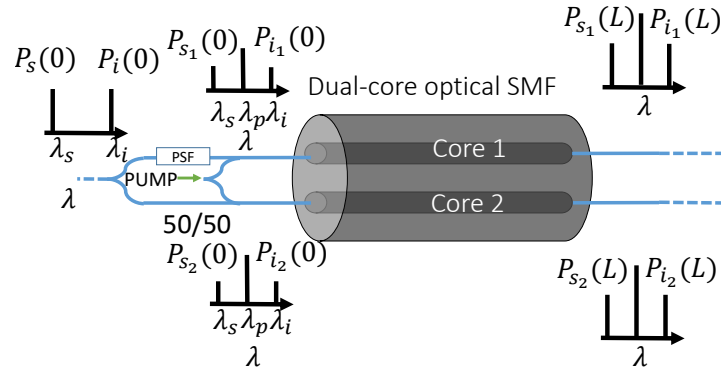 P_{s_1}(0) P_{i_1}(0)
P_{s_1}(L) P_{i_1}(L)
P_s(0) P_i(0)
Dual-core optical SMF
λ_s λ_p λ_i
λ
λ
λ_s λ_i
PSF
Core 1
PUMP
λ
Core 2
50/50
P_{s_2}(0) P_{i_2}(0)
P_{s_2}(L) P_{i_2}(L)
λ_s λ_p λ_i
λ
λ